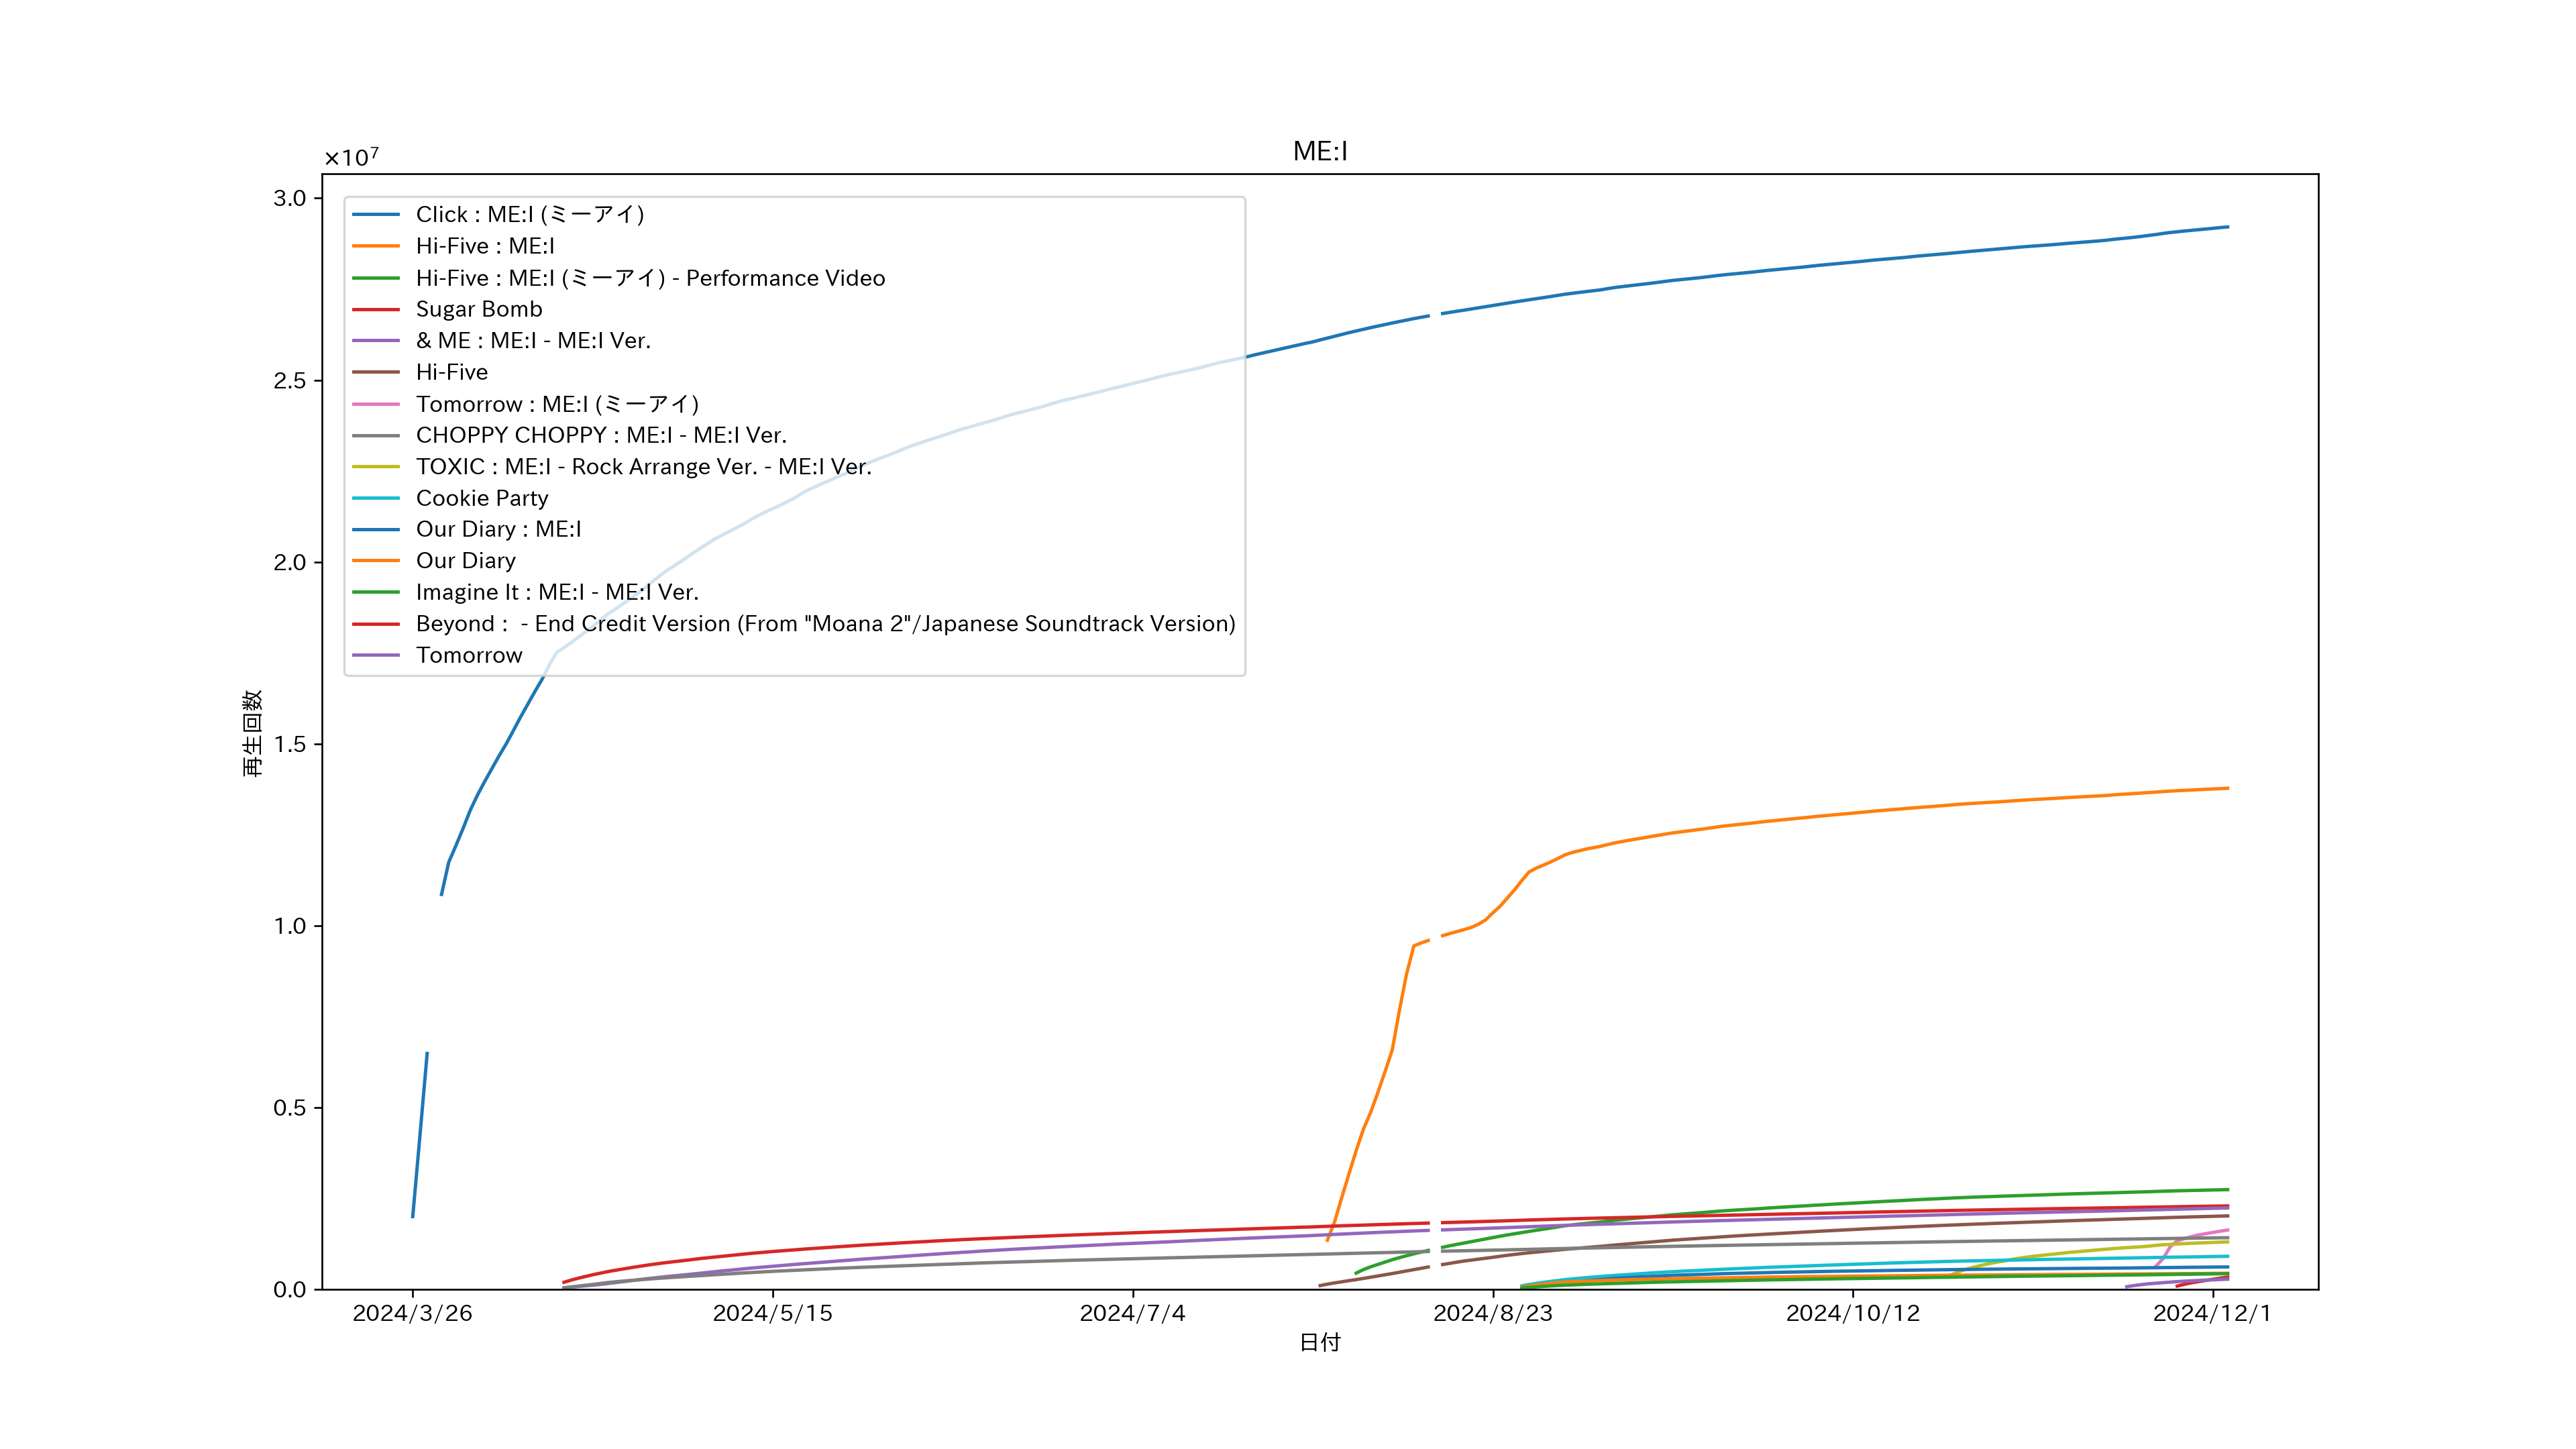 ME:I
×10⁷
3.0
2.5
2.0
1.5
1.0
0.5
0.0
再生回数
Click : ME:I (ミーアイ)
Hi-Five : ME:I
Hi-Five : ME:I (ミーアイ) - Performance Video
Sugar Bomb
& ME : ME:I - ME:I Ver.
Hi-Five
Tomorrow : ME:I (ミーアイ)
CHOPPY CHOPPY : ME:I - ME:I Ver.
TOXIC : ME:I - Rock Arrange Ver. - ME:I Ver.
Cookie Party
Our Diary : ME:I
Our Diary
Imagine It : ME:I - ME:I Ver.
Beyond :  - End Credit Version (From "Moana 2"/Japanese Soundtrack Version)
Tomorrow
2024/3/26 2024/5/15 2024/7/4 2024/8/23 2024/10/12 2024/12/1
日付